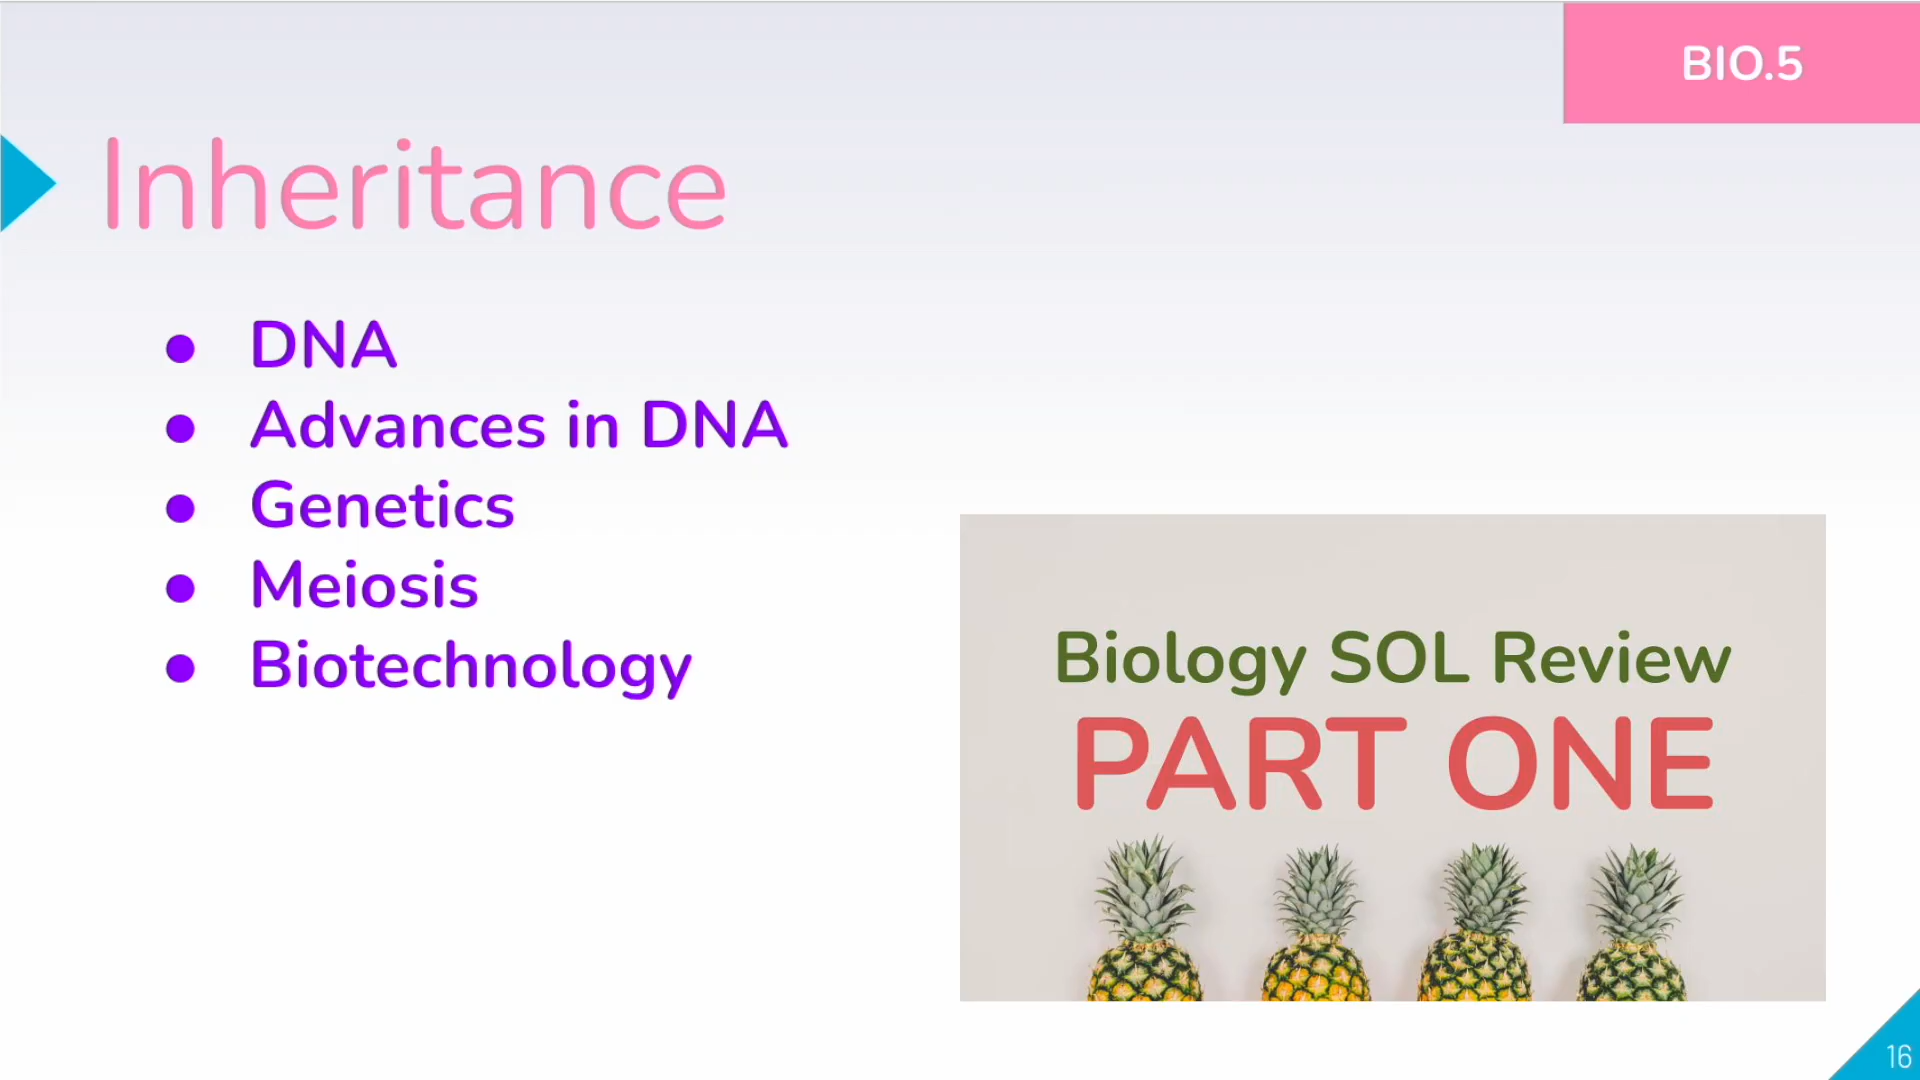 BIO.5
Inheritance
● DNA
● Advances in DNA
● Genetics
● Meiosis
● Biotechnology
Biology SOL Review
PART ONE
16